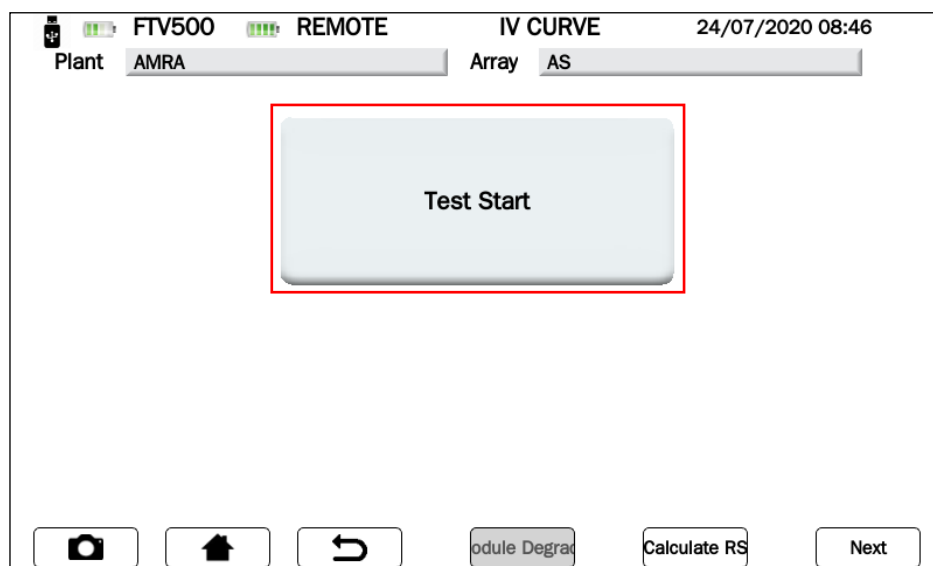 FTV500 REMOTE IV CURVE 24/07/2020 08:46
Plant AMRA Array AS
Test Start
odule Degrad Calculate RS Next